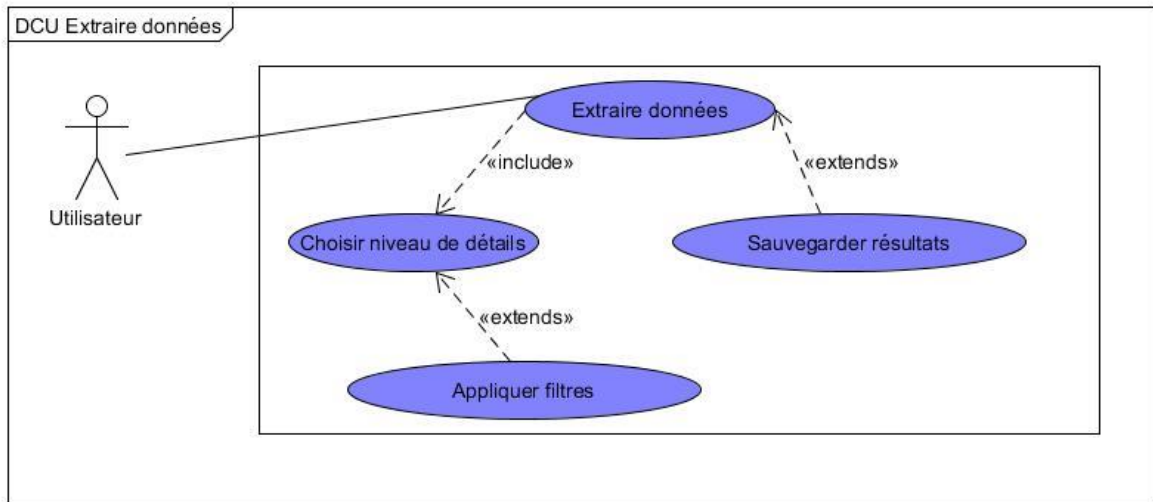 DCU Extraire données
Extraire données
«include»
«extends»
Utilisateur
Choisir niveau de détails
Sauvegarder résultats
«extends»
Appliquer filtres